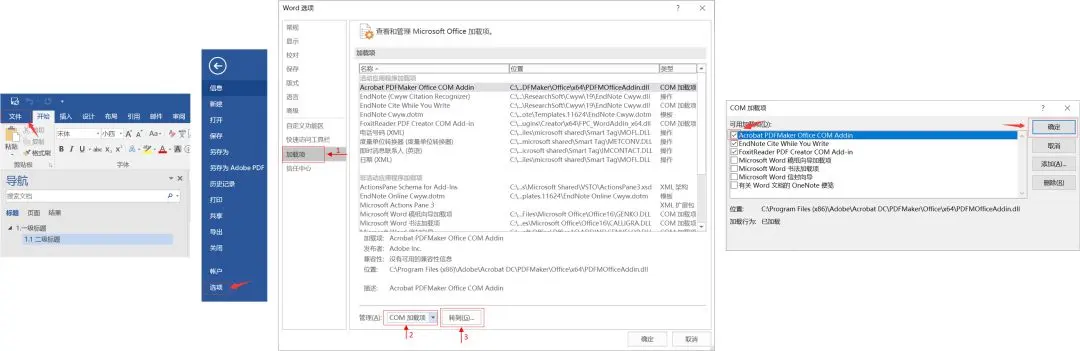 文件
开始
插入
设计
布局
引用
邮件
审阅
粘贴
剪切
复制
格式刷
剪贴板
宋体
四号
B I U
导航
搜索文档
标题 页面 结果
1.一级标题
1.1 二级标题
信息
新建
打开
保存
另存为
另存为 Adobe PDF
历史记录
打印
共享
导出
关闭
帐户
选项
Word 选项
常规
显示
校对
保存
版式
语言
高级
自定义功能区
快速访问工具栏
加载项
信任中心
1
查看和管理 Microsoft Office 加载项。
加载项
名称 位置 类型
活动应用程序加载项
Acrobat PDFMaker Office COM Addin C:\...DFMaker\Office\x64\PDFMOfficeAddin.dll COM 加载项
EndNote (Cwyw Citation Recognizer) C:\...\ResearchSoft\Cwyw\19\EndNote Cwyw.dll 操作
EndNote Cite While You Write C:\...\ResearchSoft\Cwyw\19\EndNote Cwyw.dll COM 加载项
EndNote Cwyw.dotm C:\...cote\Templates.11624\EndNote Cwyw.dotm 模板
FoxitReader PDF Creator COM Add-in C:\...ugins\Creator\x64\FPC_WordAddin_x64.dll COM 加载项
电话号码 (XML) C:\...iles\microsoft shared\Smart Tag\MOFL.DLL 操作
度量单位转换器 (度量单位转换器) C:\...\microsoft shared\Smart Tag\METCONV.DLL 操作
即时消息联系人 (英语) C:\...\microsoft shared\Smart Tag\MCONTACT.DLL 操作
日期 (XML) C:\...iles\microsoft shared\Smart Tag\MOFL.DLL 操作
非活动应用程序加载项
ActionsPane Schema for Add-Ins C:\...s\Microsoft Shared\VSTO\ActionsPane3.xsd XML 架构
EndNote Online Cwyw.dotm C:\...plates.11624\EndNote Online Cwyw.dotm 模板
Microsoft Actions Pane 3 XML 扩展包
Microsoft Word 稿纸向导加载项 C:\...Files\Microsoft Office\Office16\GENKO.DLL COM 加载项
Microsoft Word 书法加载项 C:\...s\Microsoft Office\Office16\CALLIGRA.DLL COM 加载项
加载项: Acrobat PDFMaker Office COM Addin
发布者: Adobe Inc.
兼容性: 没有可用的兼容性信息
位置: C:\Program Files (x86)\Adobe\Acrobat DC\PDFMaker\Office\x64\PDFMOfficeAddin.dll
描述: Acrobat PDFMaker Office COM Addin
管理(A): COM 加载项 转到(G)...
2 3
确定 取消
COM 加载项
可用加载项(D):
Acrobat PDFMaker Office COM Addin
EndNote Cite While You Write
FoxitReader PDF Creator COM Add-in
Microsoft Word 稿纸向导加载项
Microsoft Word 书法加载项
Microsoft Word 信封向导
有关 Word 文档的 OneNote 便笺
确定
取消
添加(A)...
删除(R)
位置: C:\Program Files (x86)\Adobe\Acrobat DC\PDFMaker\Office\x64\PDFMOfficeAddin.dll
加载行为: 已加载